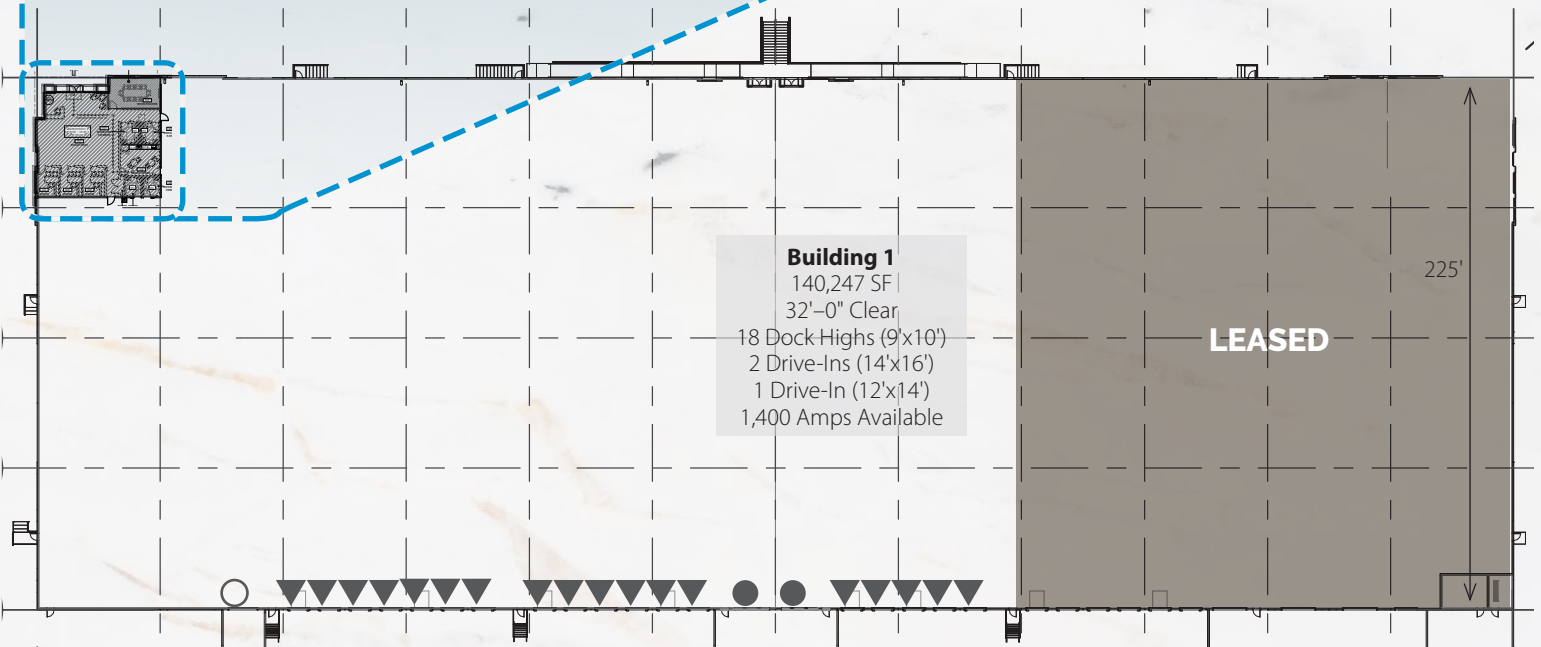 Building 1
140,247 SF
32'–0" Clear
18 Dock Highs (9'x10')
2 Drive-Ins (14'x16')
1 Drive-In (12'x14')
1,400 Amps Available
225'
LEASED